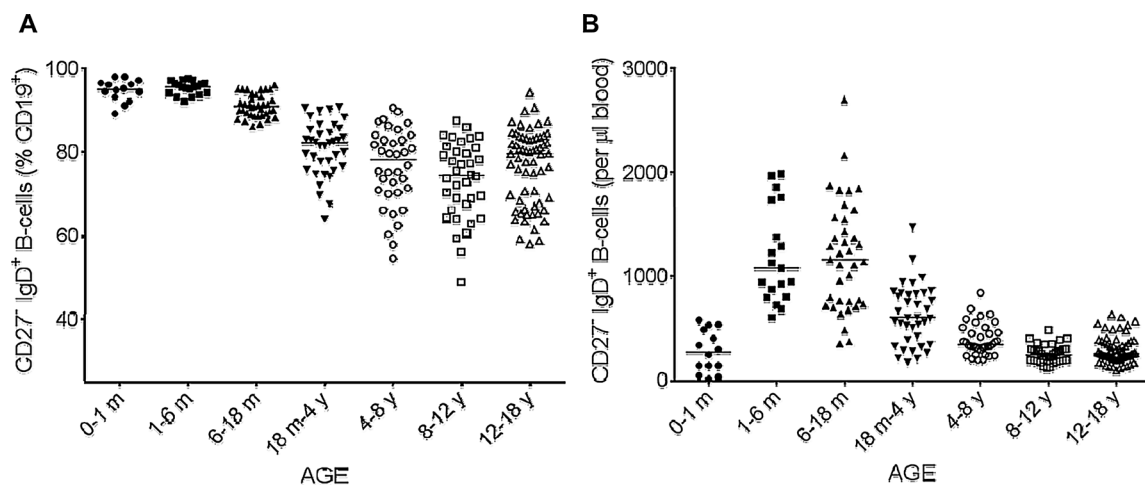 A
CD27⁻ IgD⁺ B-cells (% CD19⁺)
100
80
60
40
0-1 m
1-6 m
6-18 m
18 m-4 y
4-8 y
8-12 y
12-18 y
AGE
B
CD27⁻ IgD⁺ B-cells (per µl blood)
3000
2000
1000
0
0-1 m
1-6 m
6-18 m
18 m-4 y
4-8 y
8-12 y
12-18 y
AGE